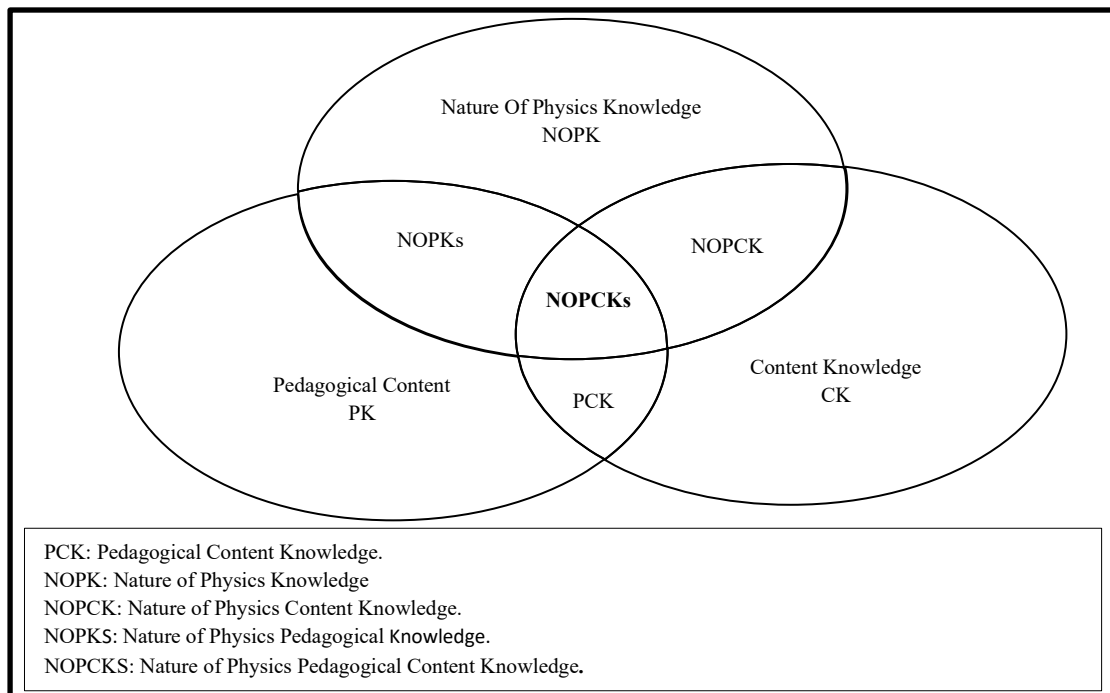 Nature Of Physics Knowledge
NOPK
NOPKs
NOPCK
NOPCKs
Pedagogical Content
PK
PCK
Content Knowledge
CK
PCK: Pedagogical Content Knowledge.
NOPK: Nature of Physics Knowledge
NOPCK: Nature of Physics Content Knowledge.
NOPKS: Nature of Physics Pedagogical Knowledge.
NOPCKS: Nature of Physics Pedagogical Content Knowledge.